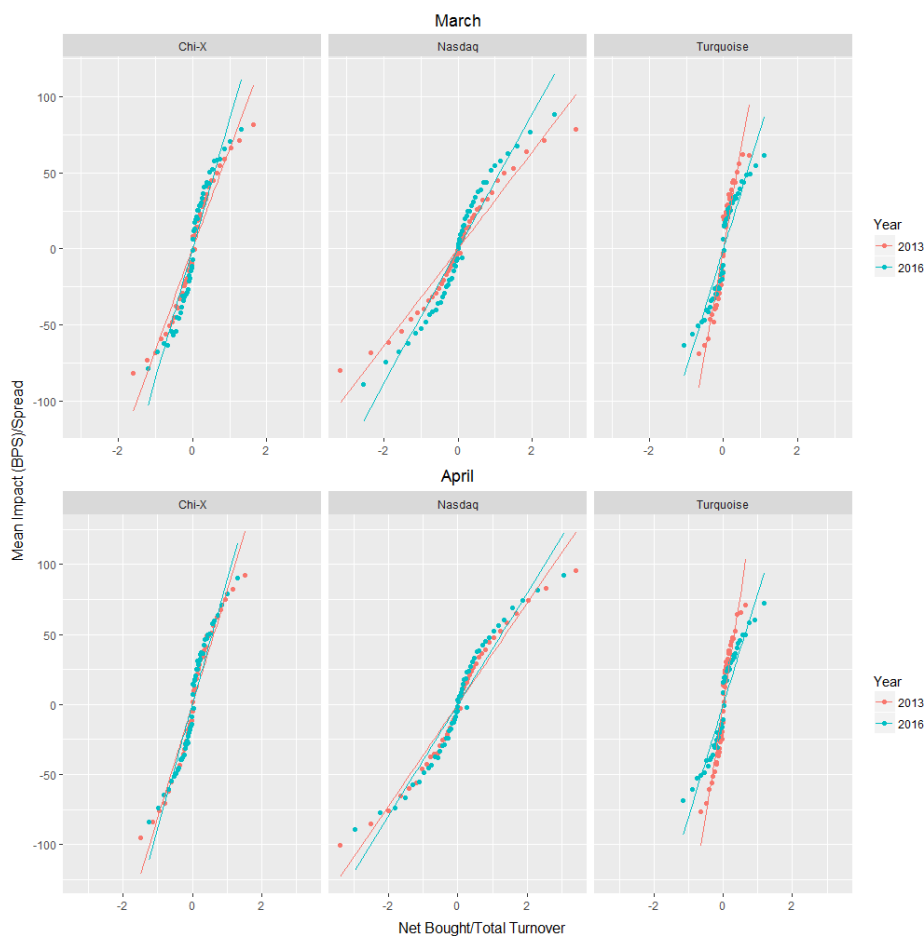 March
Chi-X Nasdaq Turquoise
100
50
0
-50
-100
-2 0 2 -2 0 2 -2 0 2
Year
2013
2016
Mean Impact (BPS)/Spread
April
Chi-X Nasdaq Turquoise
100
50
0
-50
-100
-2 0 2 -2 0 2 -2 0 2
Year
2013
2016
Net Bought/Total Turnover